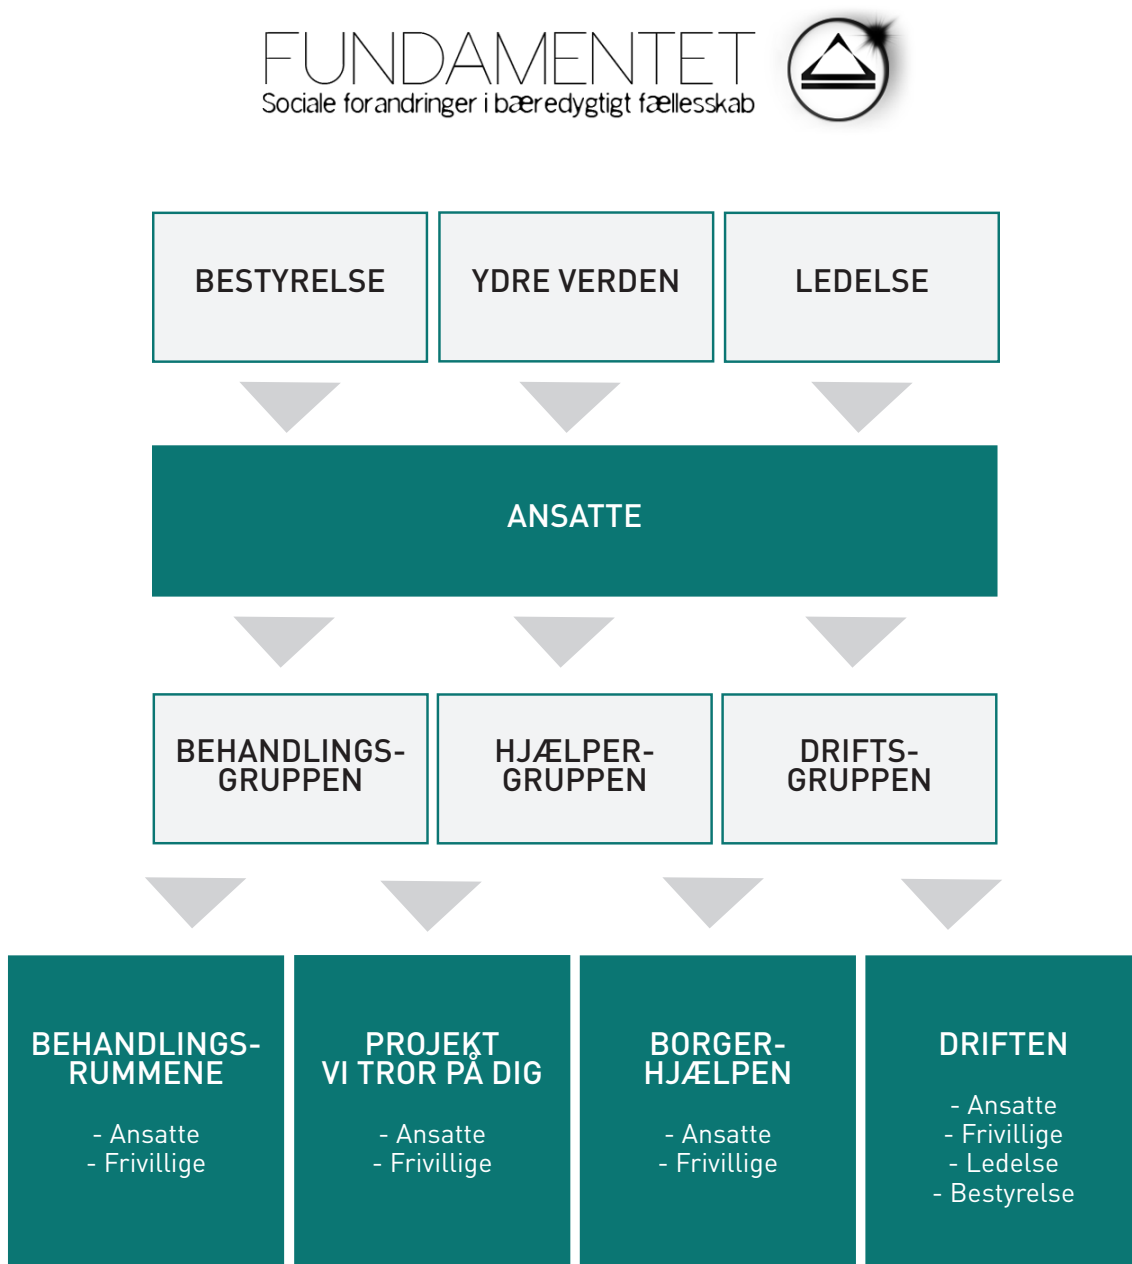 FUNDAMENTET
Sociale forandringer i bæredygtigt fællesskab
BESTYRELSE
YDRE VERDEN
LEDELSE
ANSATTE
BEHANDLINGS-
GRUPPEN
HJÆLPER-
GRUPPEN
DRIFTS-
GRUPPEN
BEHANDLINGS-
RUMMENE
- Ansatte
- Frivillige
PROJEKT
VI TROR PÅ DIG
- Ansatte
- Frivillige
BORGER-
HJÆLPEN
- Ansatte
- Frivillige
DRIFTEN
- Ansatte
- Frivillige
- Ledelse
- Bestyrelse